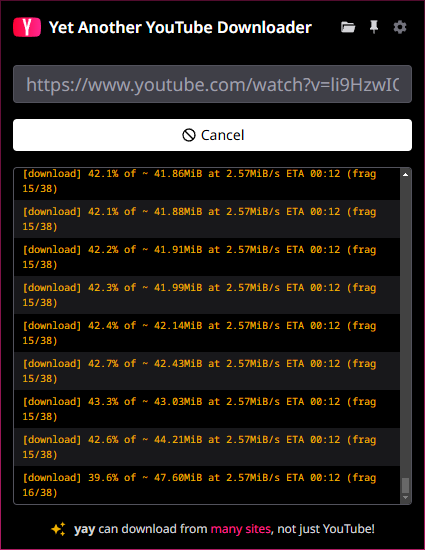 Yet Another YouTube Downloader
https://www.youtube.com/watch?v=li9HzwI
Cancel
[download] 42.1% of ~ 41.86MiB at 2.57MiB/s ETA 00:12 (frag
15/38)
[download] 42.1% of ~ 41.88MiB at 2.57MiB/s ETA 00:12 (frag
15/38)
[download] 42.2% of ~ 41.91MiB at 2.57MiB/s ETA 00:12 (frag
15/38)
[download] 42.3% of ~ 41.99MiB at 2.57MiB/s ETA 00:12 (frag
15/38)
[download] 42.4% of ~ 42.14MiB at 2.57MiB/s ETA 00:12 (frag
15/38)
[download] 42.7% of ~ 42.43MiB at 2.57MiB/s ETA 00:12 (frag
15/38)
[download] 43.3% of ~ 43.03MiB at 2.57MiB/s ETA 00:12 (frag
15/38)
[download] 42.6% of ~ 44.21MiB at 2.57MiB/s ETA 00:12 (frag
15/38)
[download] 39.6% of ~ 47.60MiB at 2.57MiB/s ETA 00:12 (frag
16/38)
yay can download from many sites, not just YouTube!